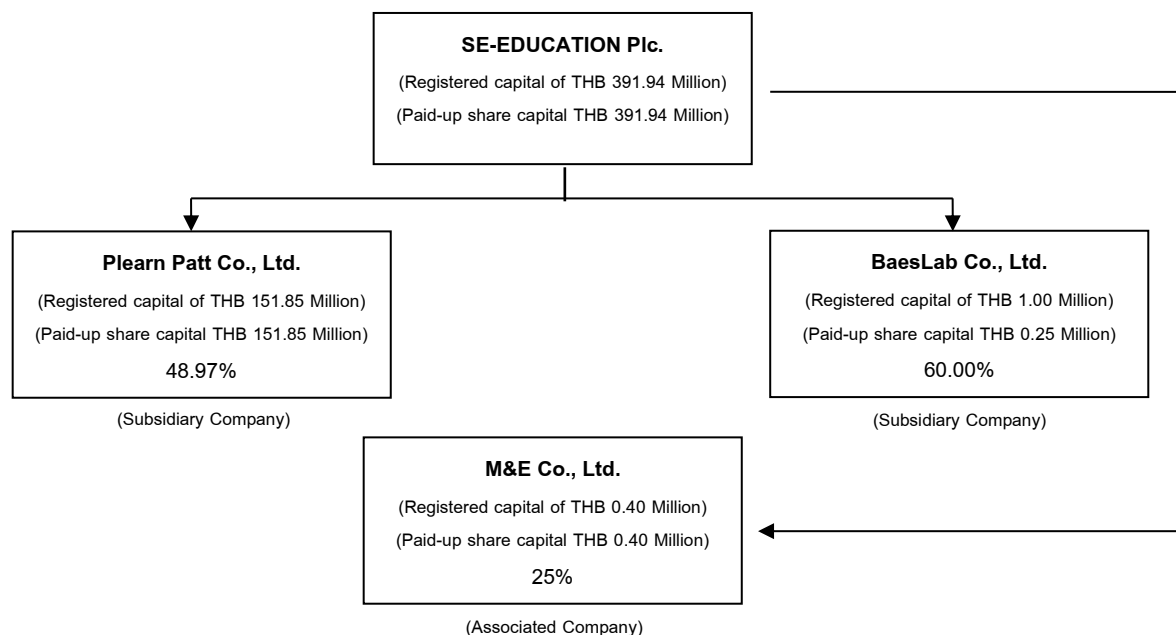 SE-EDUCATION Plc.
(Registered capital of THB 391.94 Million)
(Paid-up share capital THB 391.94 Million)
Plearn Patt Co., Ltd.
(Registered capital of THB 151.85 Million)
(Paid-up share capital THB 151.85 Million)
48.97%
(Subsidiary Company)
BaesLab Co., Ltd.
(Registered capital of THB 1.00 Million)
(Paid-up share capital THB 0.25 Million)
60.00%
(Subsidiary Company)
M&E Co., Ltd.
(Registered capital of THB 0.40 Million)
(Paid-up share capital THB 0.40 Million)
25%
(Associated Company)